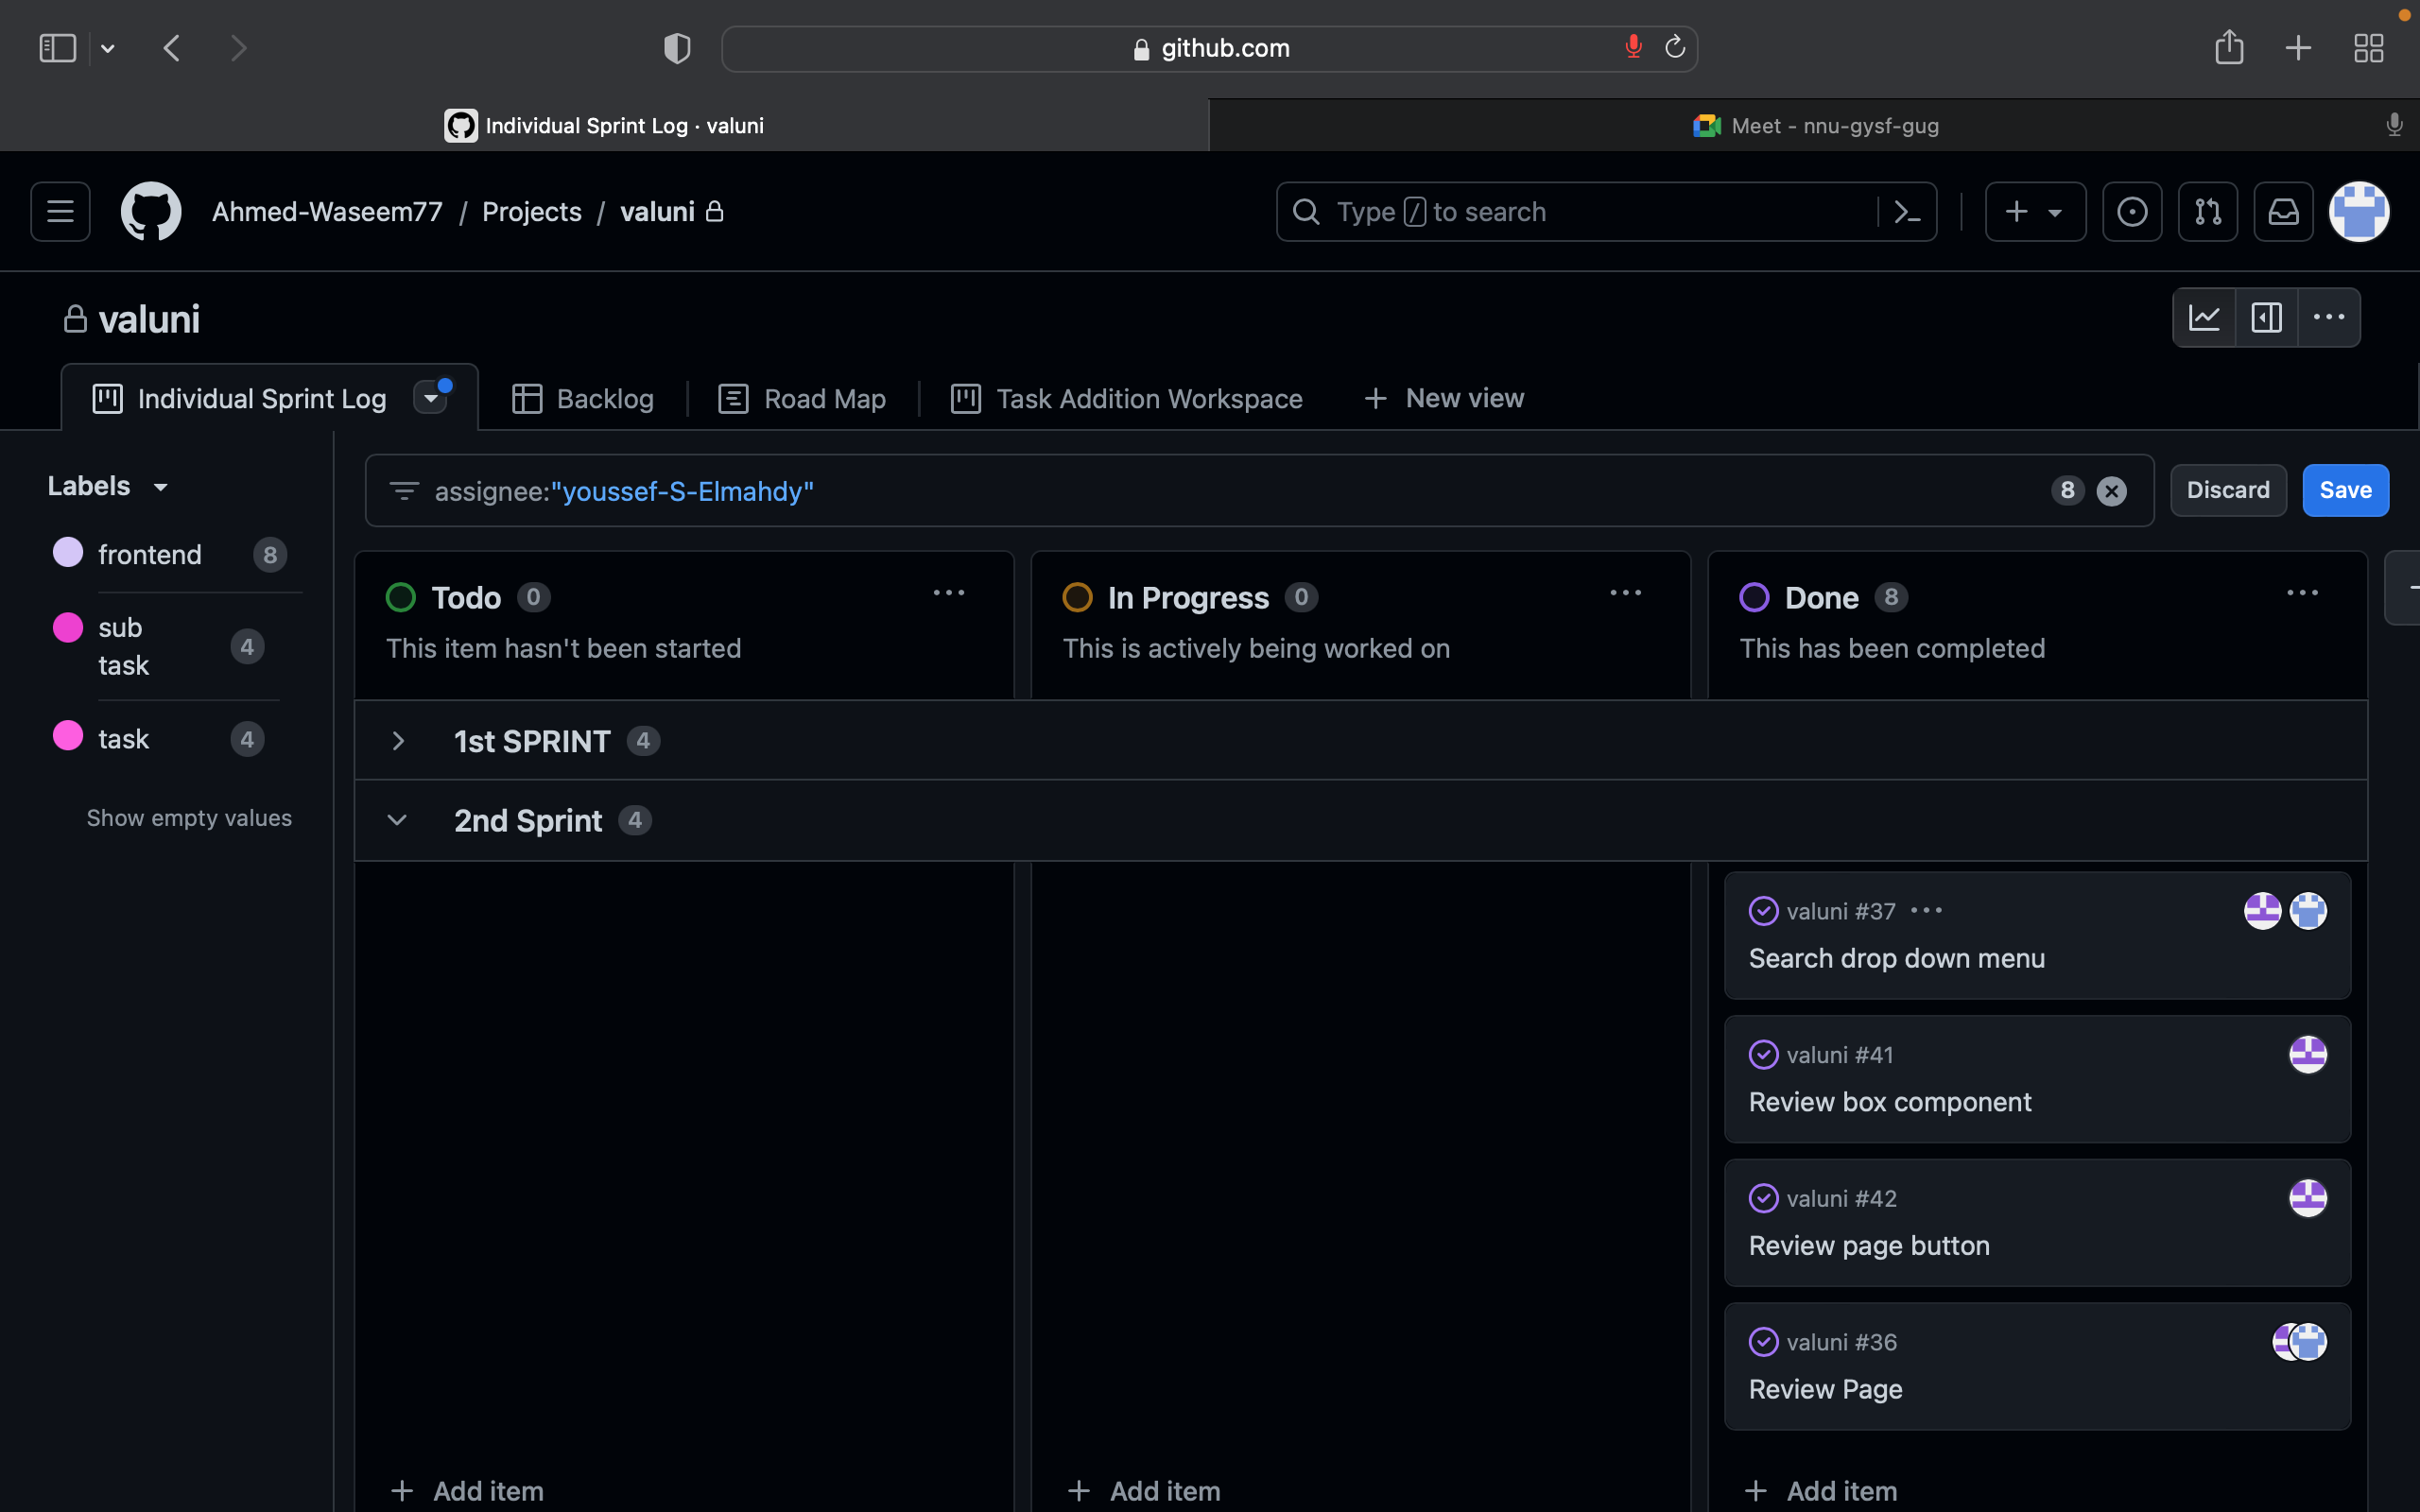 github.com
Individual Sprint Log · valuni
Meet - nnu-gysf-gug
Ahmed-Waseem77 / Projects / valuni
Type / to search
valuni
Individual Sprint Log
Backlog
Road Map
Task Addition Workspace
+ New view
Labels
frontend 8
sub task 4
task 4
Show empty values
assignee:"youssef-S-Elmahdy"
8
Discard
Save
Todo 0
This item hasn't been started
In Progress 0
This is actively being worked on
Done 8
This has been completed
1st SPRINT 4
2nd Sprint 4
valuni #37
Search drop down menu
valuni #41
Review box component
valuni #42
Review page button
valuni #36
Review Page
+ Add item
+ Add item
+ Add item